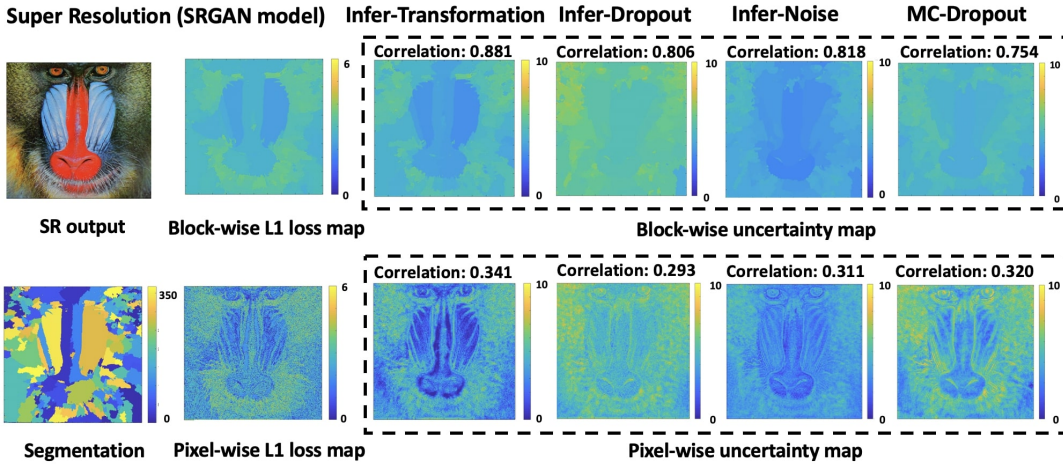 Super Resolution (SRGAN model) Infer-Transformation Infer-Dropout Infer-Noise MC-Dropout
Correlation: 0.881 Correlation: 0.806 Correlation: 0.818 Correlation: 0.754
6 10 10 10 10
0 0 0 0 0
SR output Block-wise L1 loss map Block-wise uncertainty map
Correlation: 0.341 Correlation: 0.293 Correlation: 0.311 Correlation: 0.320
350 6 10 10 10 10
0 0 0 0 0 0
Segmentation Pixel-wise L1 loss map Pixel-wise uncertainty map